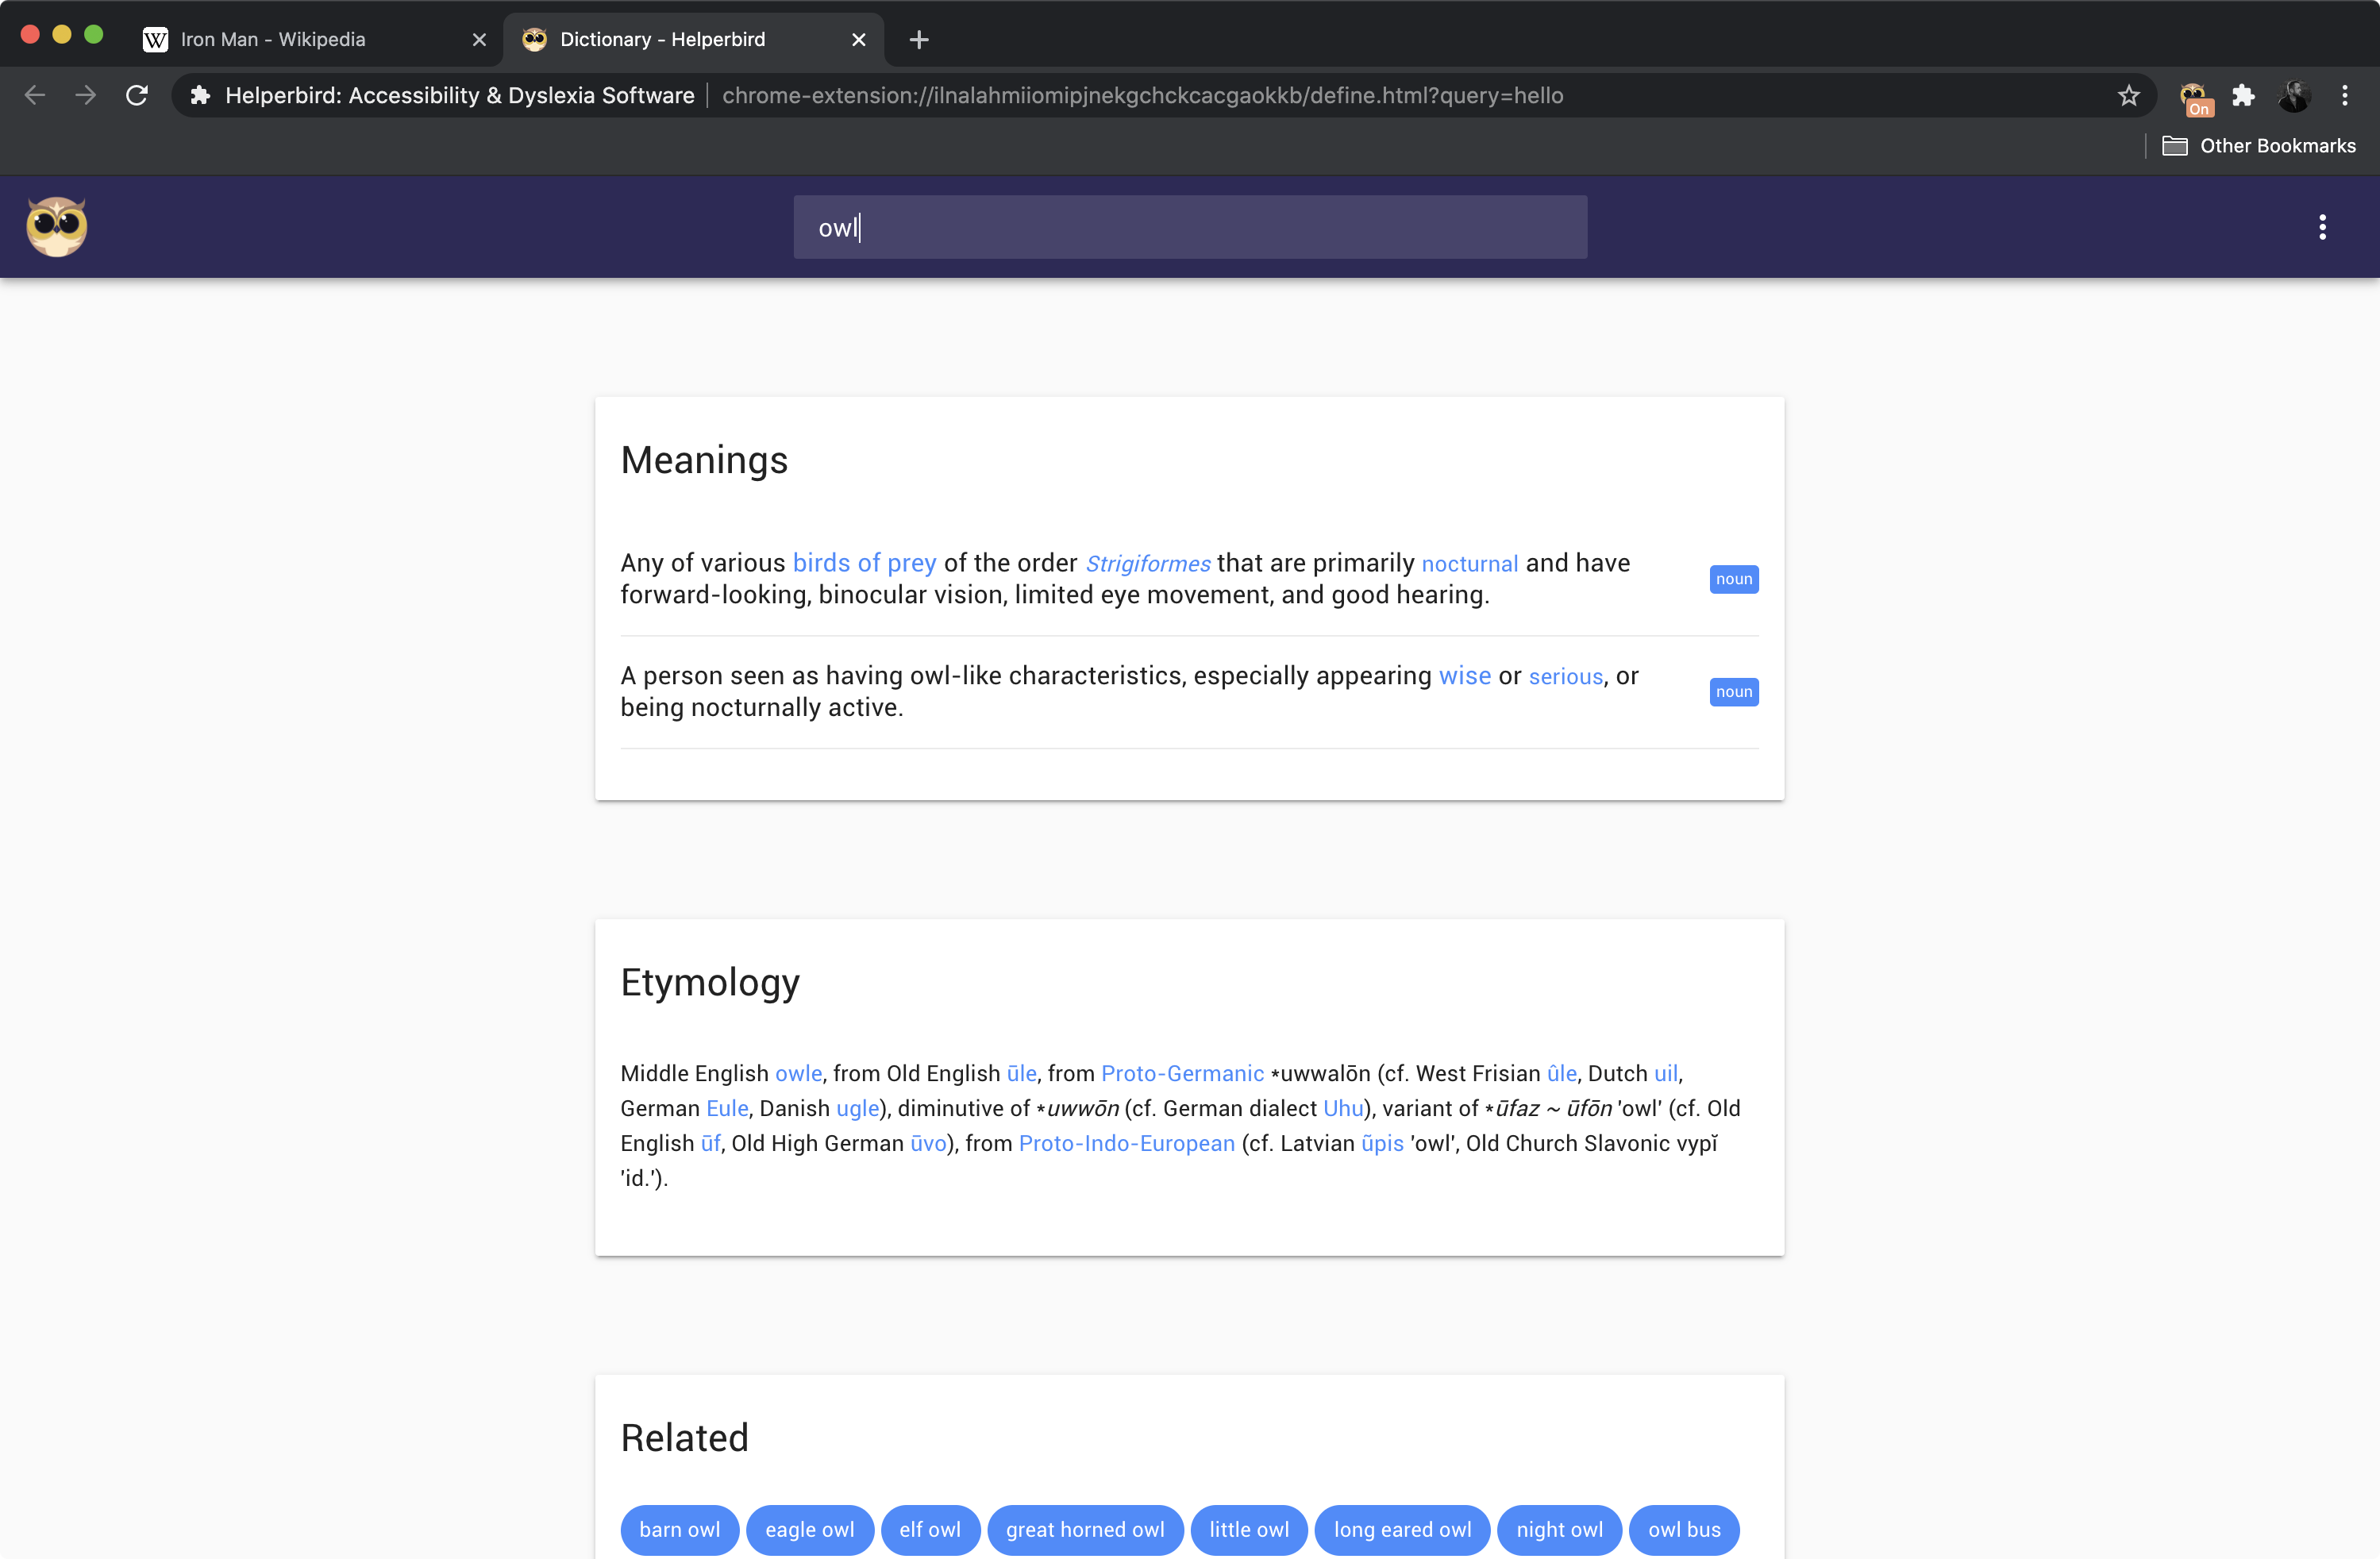 W Iron Man - Wikipedia
Dictionary - Helperbird
Helperbird: Accessibility & Dyslexia Software
chrome-extension://ilnalahmiiomipjnekgchckcacgaokkb/define.html?query=hello
On
Other Bookmarks
owl
Meanings
Any of various birds of prey of the order Strigiformes that are primarily nocturnal and have
forward-looking, binocular vision, limited eye movement, and good hearing.
noun
A person seen as having owl-like characteristics, especially appearing wise or serious, or
being nocturnally active.
noun
Etymology
Middle English owle, from Old English ūle, from Proto-Germanic *uwwalōn (cf. West Frisian ûle, Dutch uil,
German Eule, Danish ugle), diminutive of *uwwōn (cf. German dialect Uhu), variant of *ūfaz ~ ūfōn 'owl' (cf. Old
English ūf, Old High German ūvo), from Proto-Indo-European (cf. Latvian ũpis 'owl', Old Church Slavonic vypĭ
'id.').
Related
barn owl
eagle owl
elf owl
great horned owl
little owl
long eared owl
night owl
owl bus